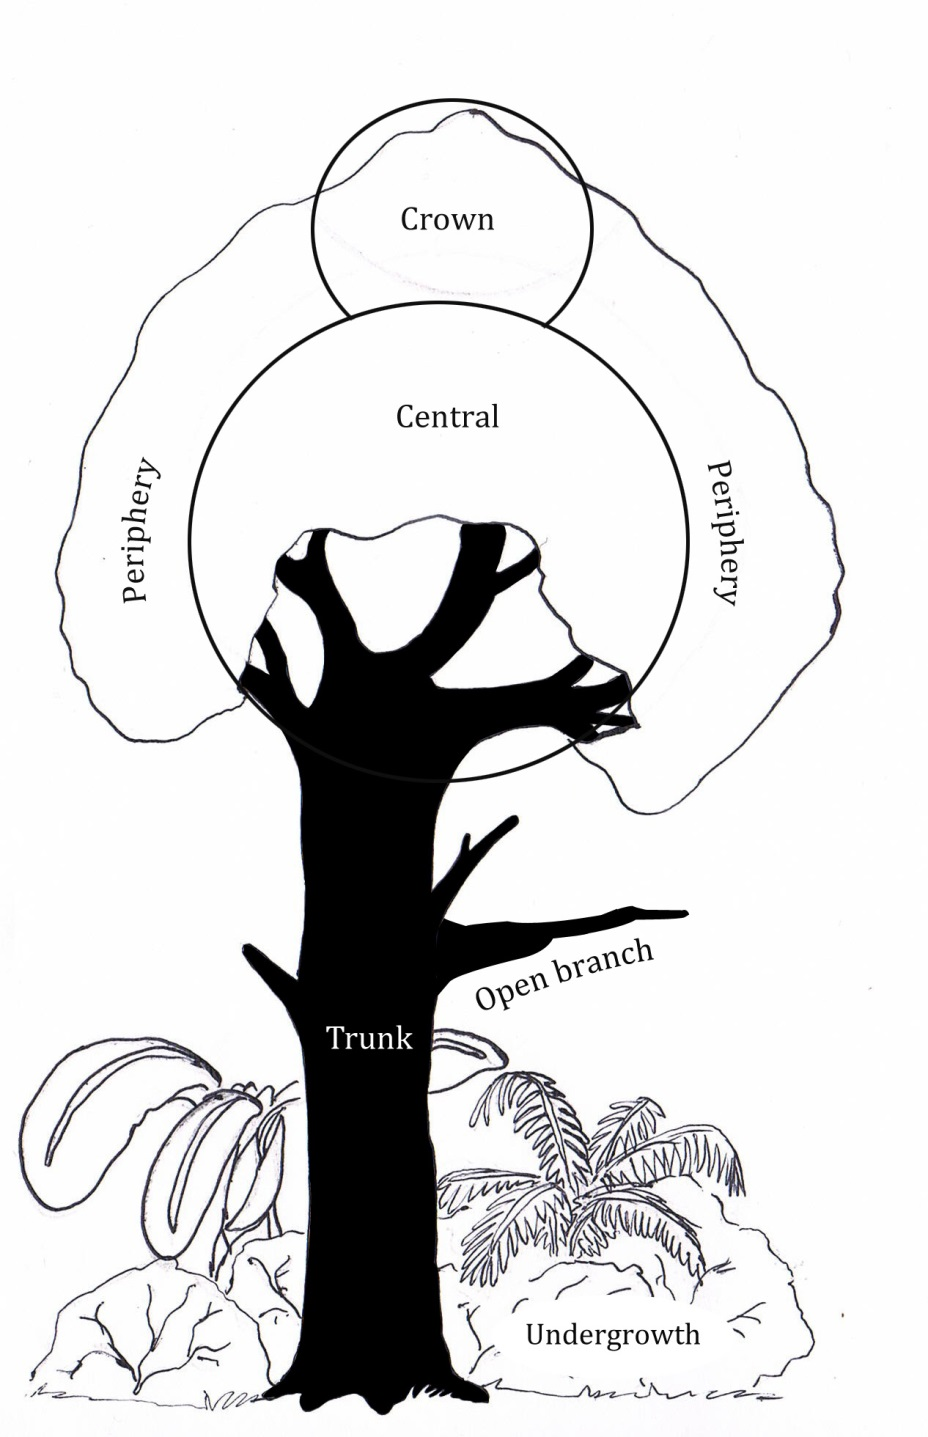 Crown
Central
Periphery
Periphery
Open branch
Trunk
Undergrowth